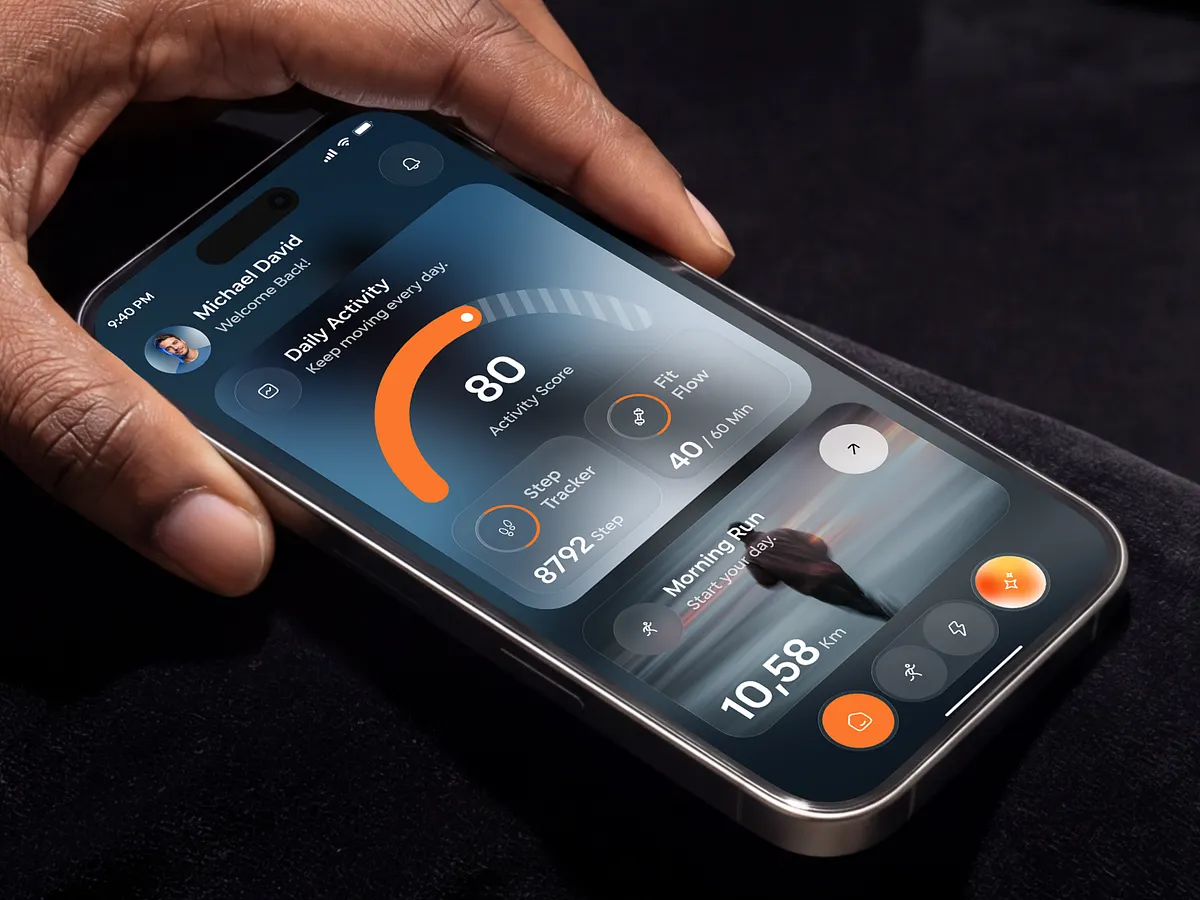 9:40 PM
Michael David
Welcome Back!
Daily Activity
Keep moving every day.
80
Activity Score
Step
Tracker
8792 Step
Fit
Flow
40 / 60 Min
Morning Run
Start your day.
10,58 Km